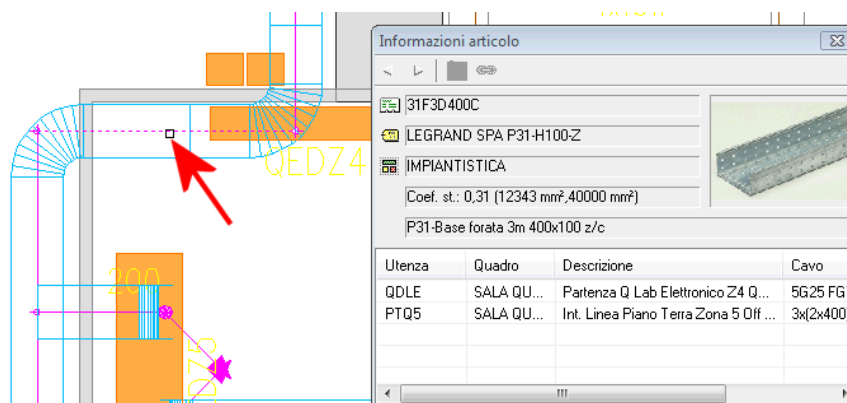 Informazioni articolo
31F3D400C
LEGRAND SPA P31-H100-Z
IMPIANTISTICA
Coef. st.: 0,31 (12343 mm²,40000 mm²)
P31-Base forata 3m 400x100 z/c
Utenza Quadro Descrizione Cavo
QDLE SALA QU... Partenza Q Lab Elettronico Z4 Q... 5G25 FG
PTQ5 SALA QU... Int. Linea Piano Terra Zona 5 Off ... 3x(2x400)
QEDZ4
200
DZ5